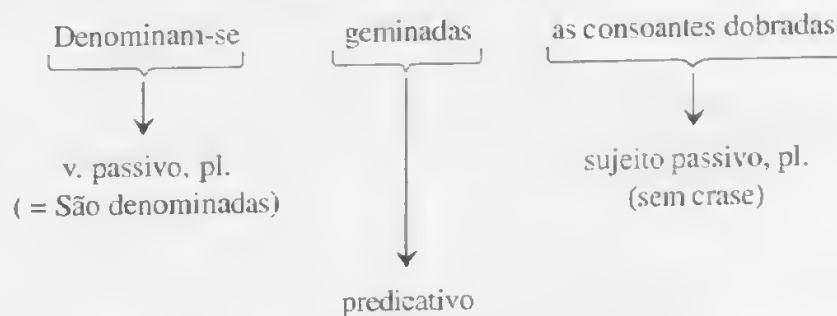 Denominam-se geminadas as consoantes dobradas
v. passivo, pl.
( = São denominadas)
sujeito passivo, pl.
(sem crase)
predicativo